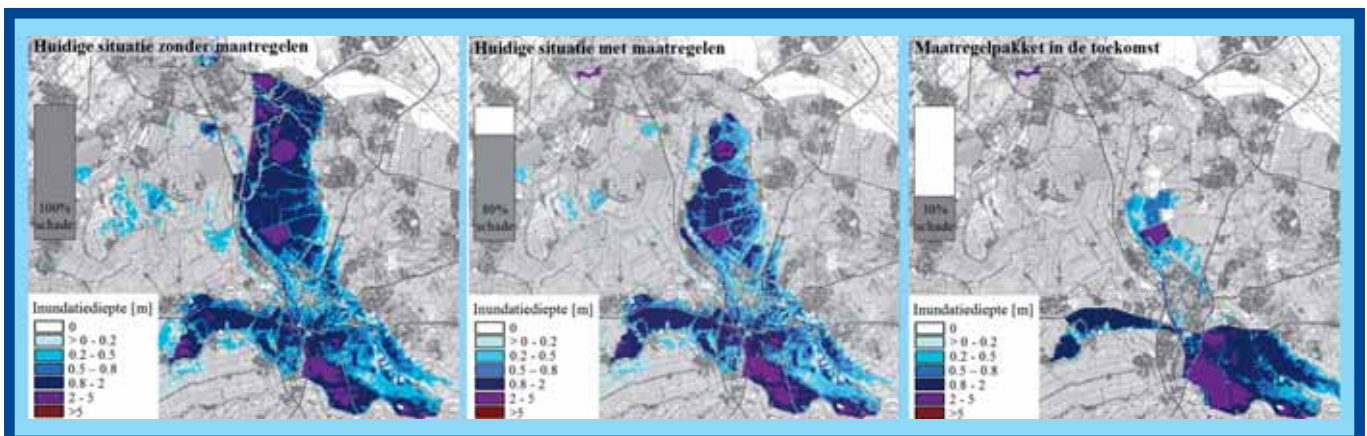 Huidige situatie zonder maatregelen
100%
schade
Inundatiediepte [m]
0
> 0 - 0.2
0.2 - 0.5
0.5 – 0.8
0.8 - 2
2 - 5
>5
Huidige situatie met maatregelen
80%
schade
Inundatiediepte [m]
0
> 0 - 0.2
0.2 - 0.5
0.5 – 0.8
0.8 - 2
2 - 5
>5
Maatregelpakket in de toekomst
30%
schade
Inundatiediepte [m]
0
> 0 - 0.2
0.2 - 0.5
0.5 – 0.8
0.8 - 2
2 - 5
>5